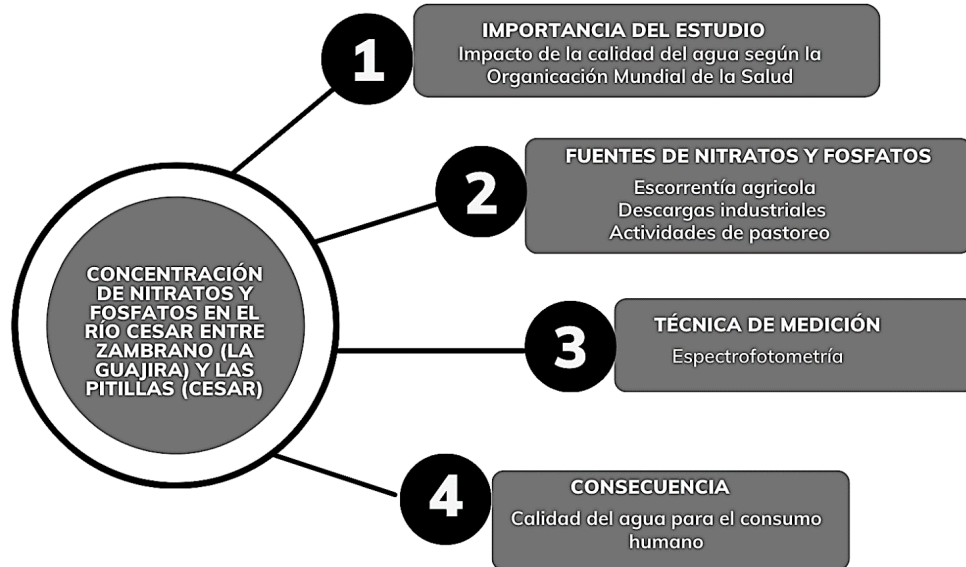 1
IMPORTANCIA DEL ESTUDIO
Impacto de la calidad del agua según la
Organicación Mundial de la Salud
2
FUENTES DE NITRATOS Y FOSFATOS
Escorrentía agricola
Descargas industriales
Actividades de pastoreo
CONCENTRACIÓN
DE NITRATOS Y
FOSFATOS EN EL
RÍO CESAR ENTRE
ZAMBRANO (LA
GUAJIRA) Y LAS
PITILLAS (CESAR)
3
TÉCNICA DE MEDICIÓN
Espectrofotometría
4
CONSECUENCIA
Calidad del agua para el consumo
humano